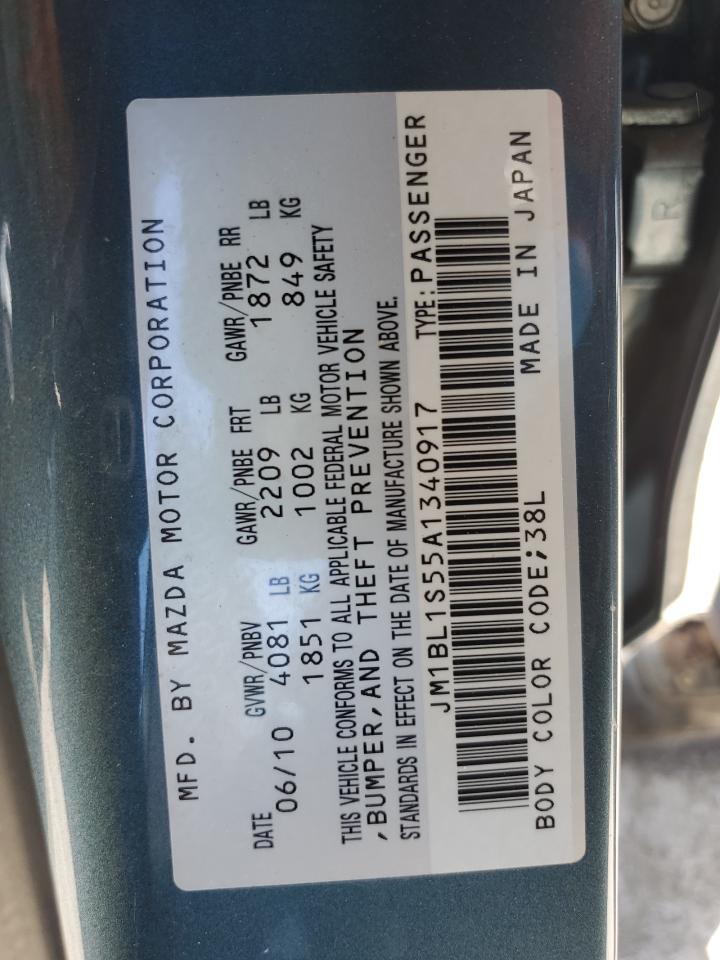 MFD. BY MAZDA MOTOR CORPORATION
DATE GVWR/PNBV GAWR/PNBE FRT GAWR/PNBE RR
06/10 4081 LB 2209 LB 1872 LB
1851 KG 1002 KG 849 KG
THIS VEHICLE CONFORMS TO ALL APPLICABLE FEDERAL MOTOR VEHICLE SAFETY
,BUMPER,AND THEFT PREVENTION
STANDARDS IN EFFECT ON THE DATE OF MANUFACTURE SHOWN ABOVE.
JM1BL1S55A1340917 TYPE:PASSENGER
BODY COLOR CODE;38L MADE IN JAPAN
R